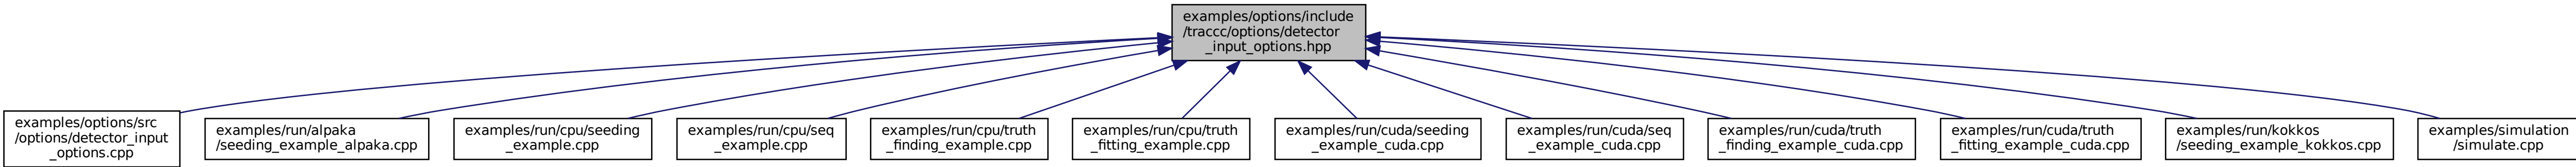 examples/options/include
/traccc/options/detector
_input_options.hpp
examples/options/src
/options/detector_input
_options.cpp
examples/run/alpaka
/seeding_example_alpaka.cpp
examples/run/cpu/seeding
_example.cpp
examples/run/cpu/seq
_example.cpp
examples/run/cpu/truth
_finding_example.cpp
examples/run/cpu/truth
_fitting_example.cpp
examples/run/cuda/seeding
_example_cuda.cpp
examples/run/cuda/seq
_example_cuda.cpp
examples/run/cuda/truth
_finding_example_cuda.cpp
examples/run/cuda/truth
_fitting_example_cuda.cpp
examples/run/kokkos
/seeding_example_kokkos.cpp
examples/simulation
/simulate.cpp